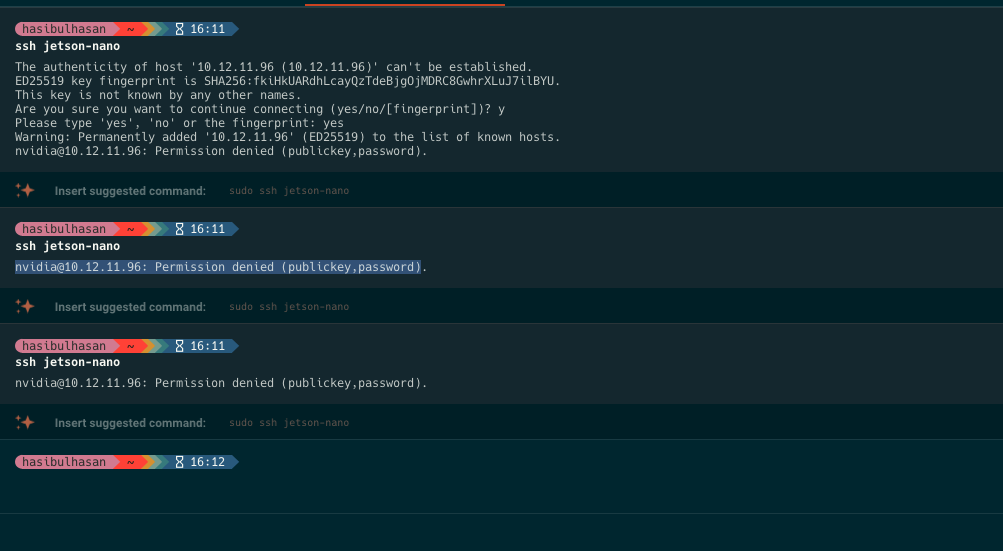 hasibulhasan ~ 16:11
ssh jetson-nano
The authenticity of host '10.12.11.96 (10.12.11.96)' can't be established.
ED25519 key fingerprint is SHA256:fkiHkUARdhLcayQzTdeBjgOjMDRC8GwhrXLuJ7ilBYU.
This key is not known by any other names.
Are you sure you want to continue connecting (yes/no/[fingerprint])? y
Please type 'yes', 'no' or the fingerprint: yes
Warning: Permanently added '10.12.11.96' (ED25519) to the list of known hosts.
nvidia@10.12.11.96: Permission denied (publickey,password).
Insert suggested command: sudo ssh jetson-nano
hasibulhasan ~ 16:11
ssh jetson-nano
nvidia@10.12.11.96: Permission denied (publickey,password).
Insert suggested command: sudo ssh jetson-nano
hasibulhasan ~ 16:11
ssh jetson-nano
nvidia@10.12.11.96: Permission denied (publickey,password).
Insert suggested command: sudo ssh jetson-nano
hasibulhasan ~ 16:12